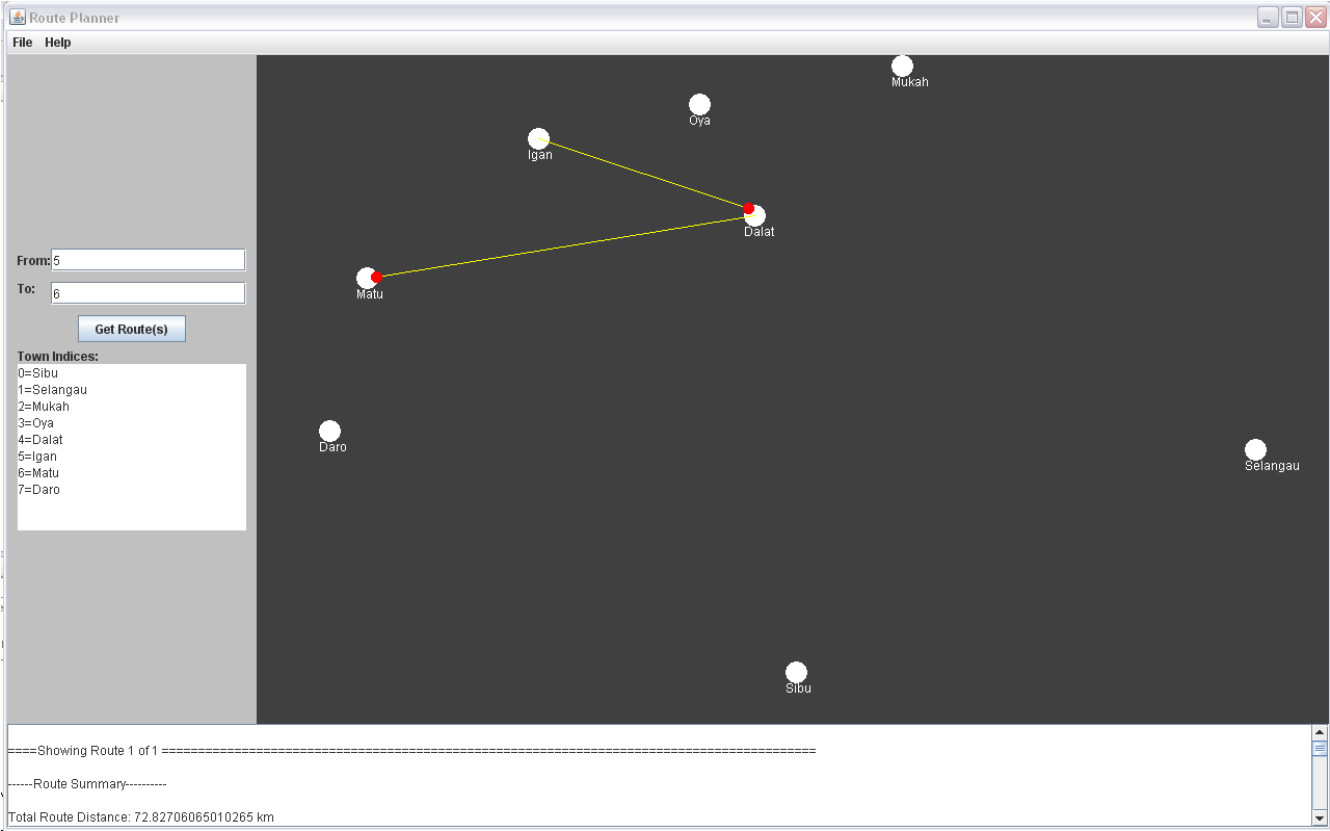 Route Planner
File Help
Mukah
Oya
Igan
Dalat
Matu
Daro
Selangau
Sibu
From: 5
To: 6
Get Route(s)
Town Indices:
0=Sibu
1=Selangau
2=Mukah
3=Oya
4=Dalat
5=Igan
6=Matu
7=Daro
====Showing Route 1 of 1 =========================================================================================
------Route Summary----------
Total Route Distance: 72.82706065010265 km